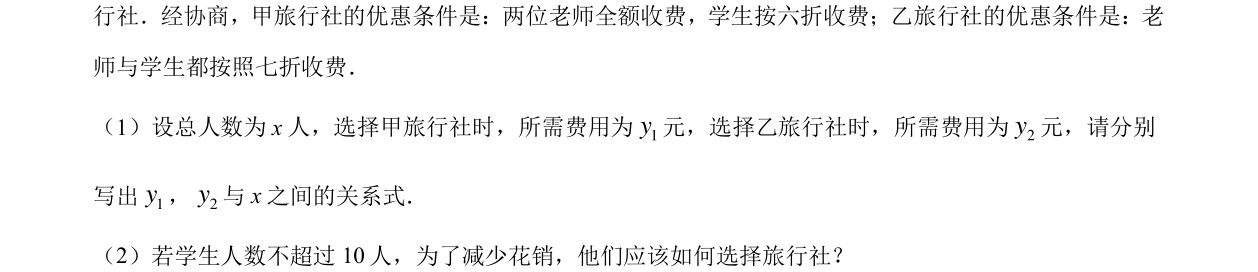 行社．经协商，甲旅行社的优惠条件是：两位老师全额收费，学生按六折收费；乙旅行社的优惠条件是：老
师与学生都按照七折收费．
（1）设总人数为 x 人，选择甲旅行社时，所需费用为 y₁ 元，选择乙旅行社时，所需费用为 y₂ 元，请分别
写出 y₁， y₂ 与 x 之间的关系式．
（2）若学生人数不超过 10 人，为了减少花销，他们应该如何选择旅行社？